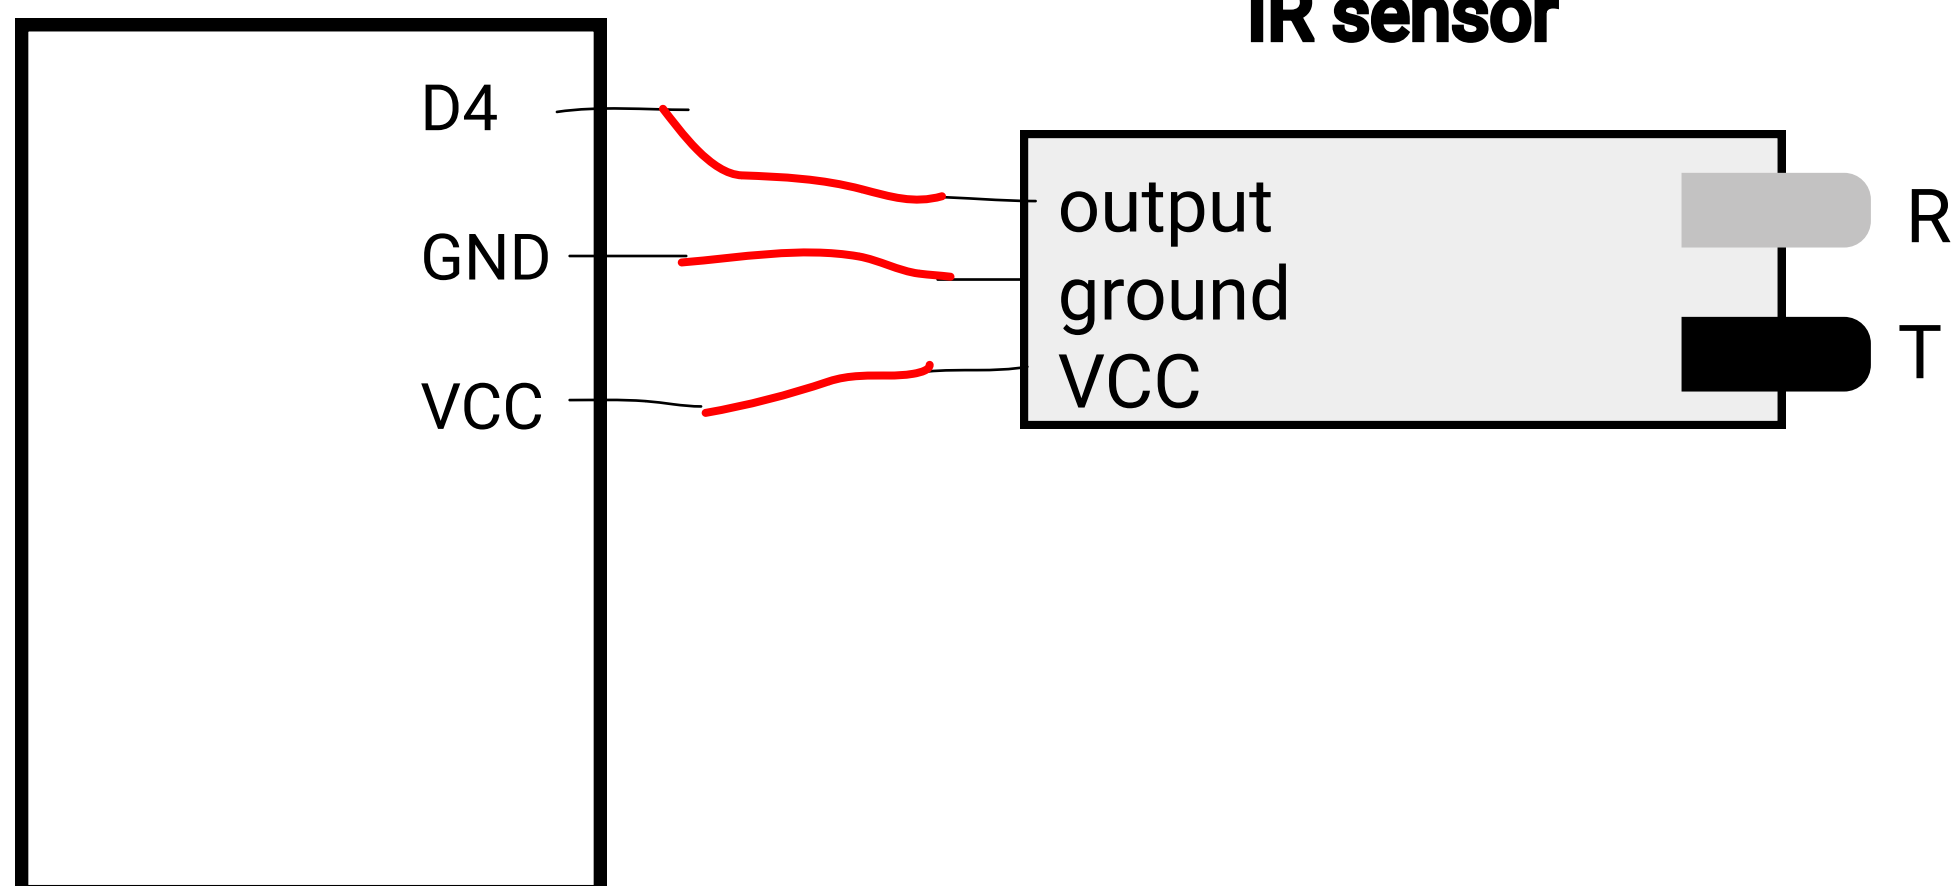 IR sensor
D4
GND
VCC
output
ground
VCC
R
T